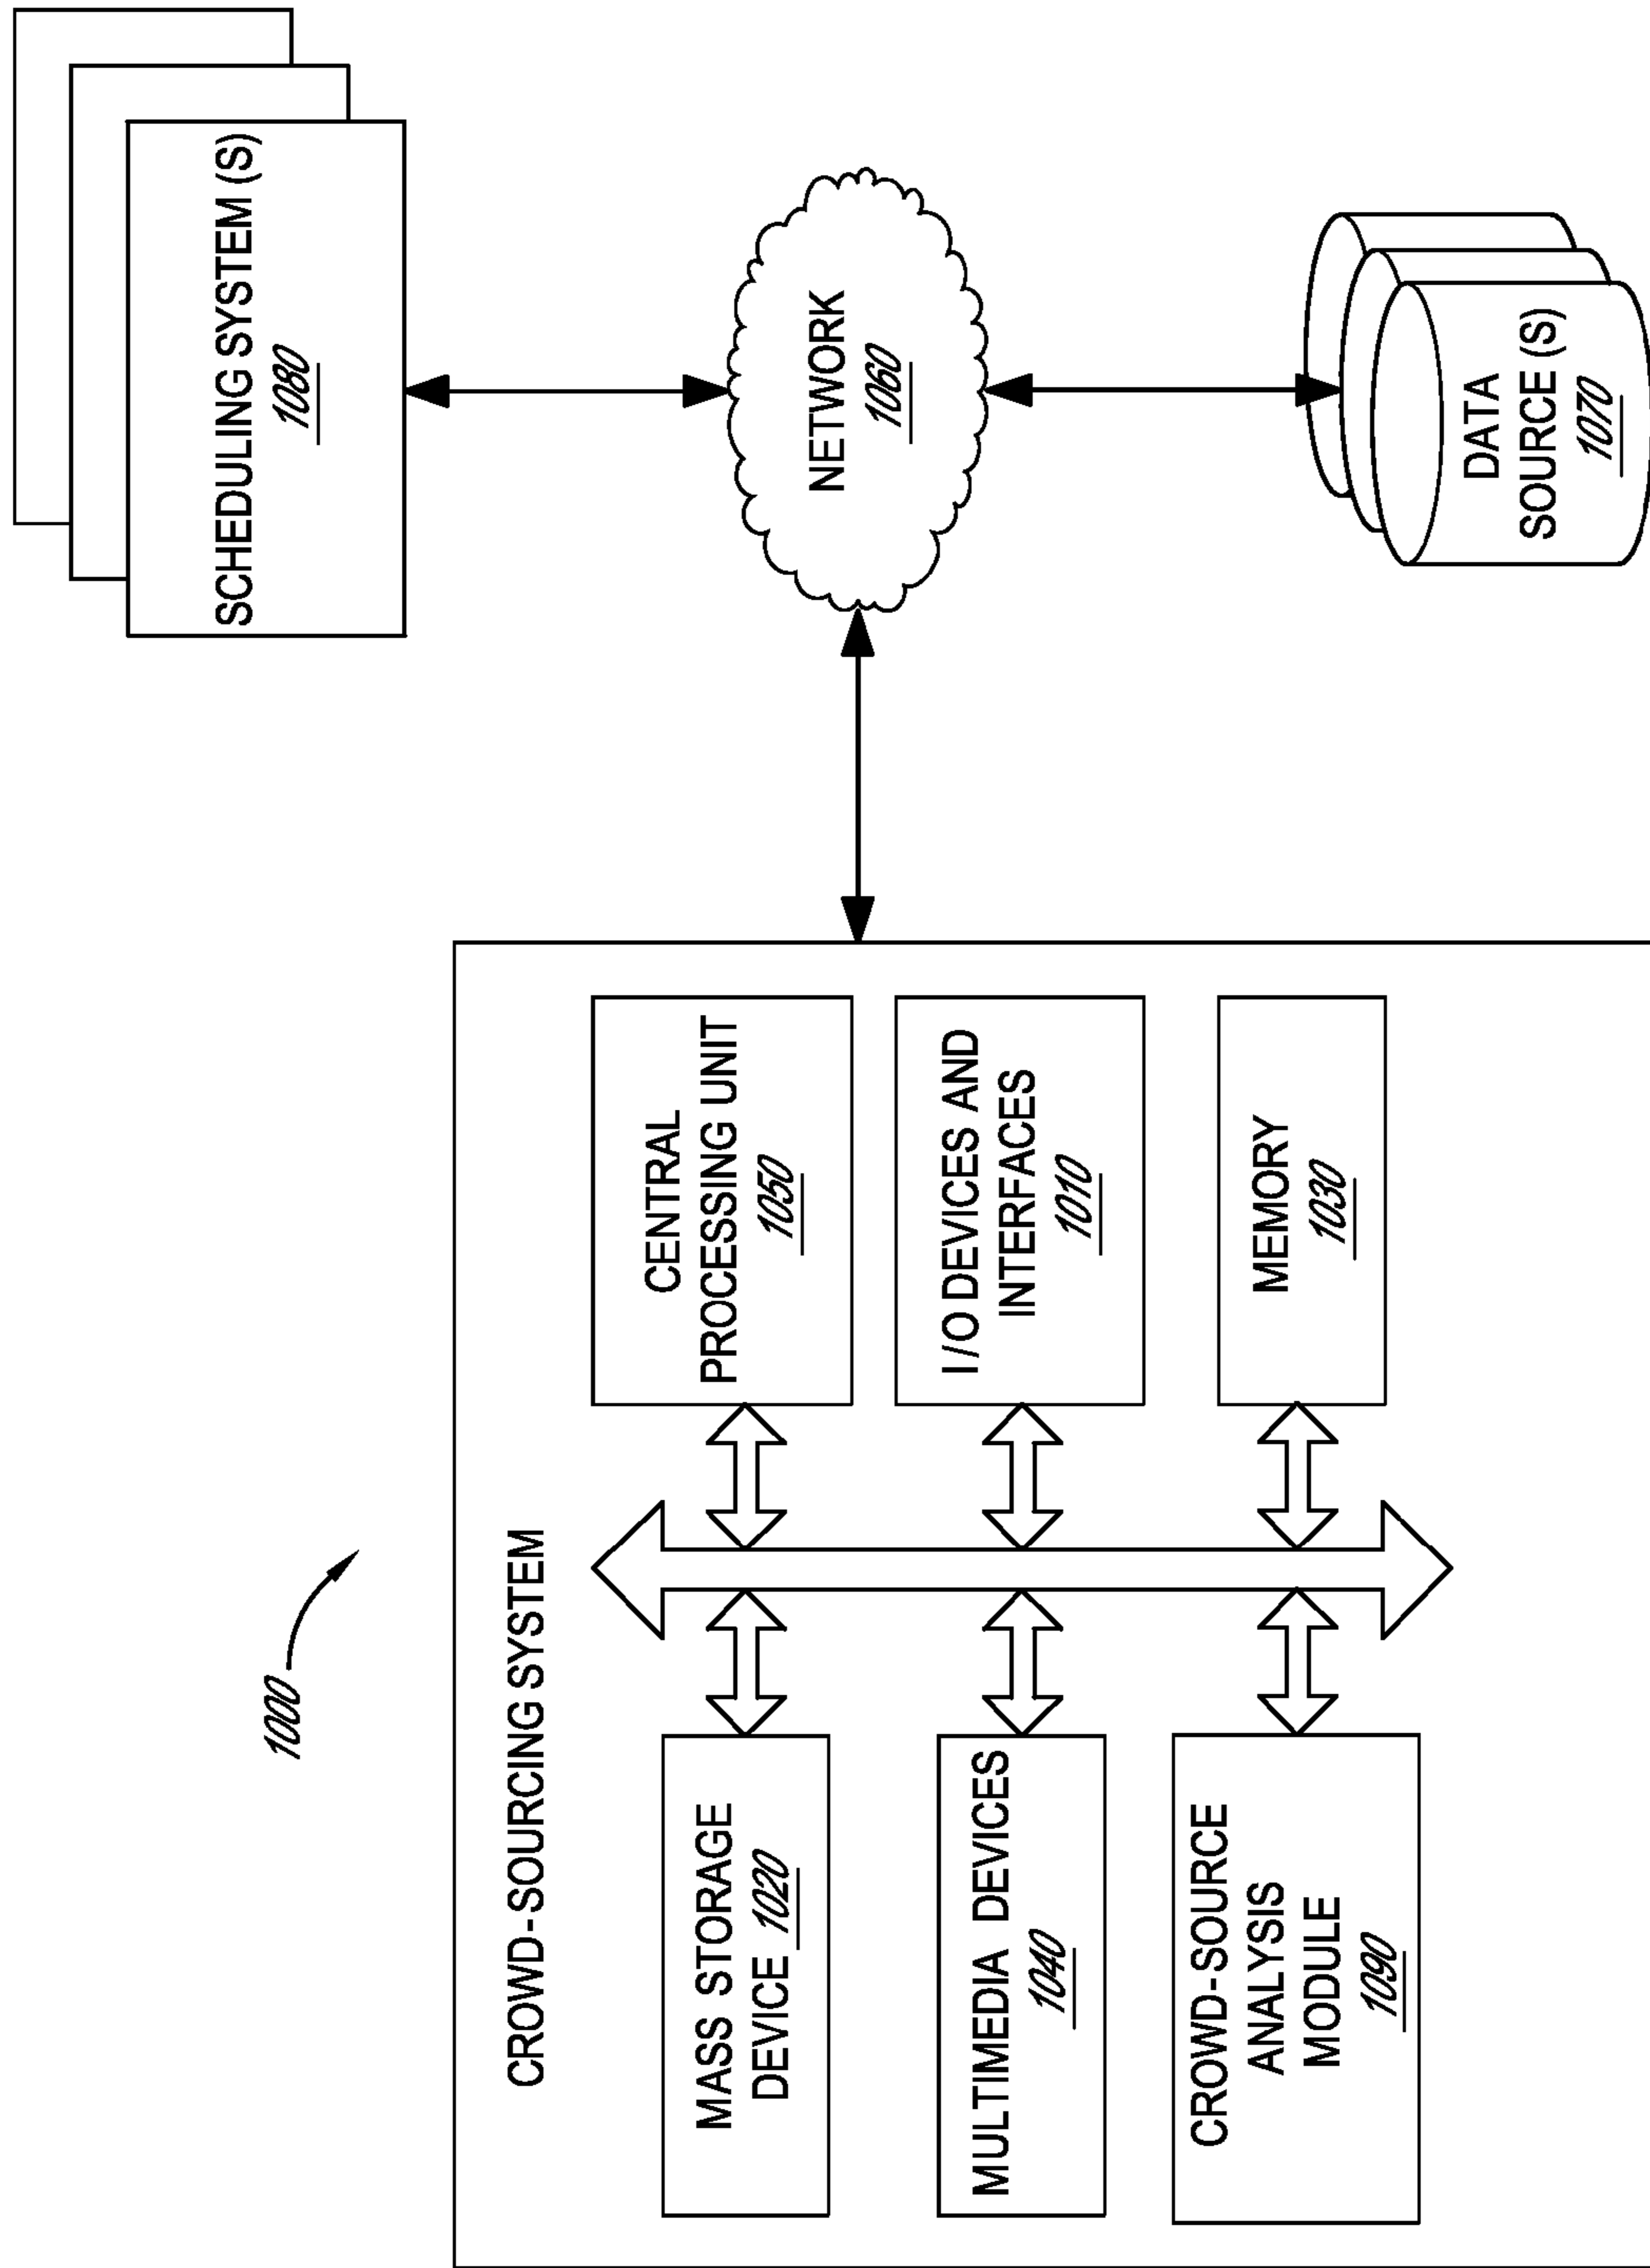 1000
CROWD-SOURCING SYSTEM
MASS STORAGE
DEVICE 1020
MULTIMEDIA DEVICES
1040
CROWD-SOURCE
ANALYSIS
MODULE
1090
CENTRAL
PROCESSING UNIT
1050
I/O DEVICES AND
INTERFACES
1010
MEMORY
1030
SCHEDULING SYSTEM (S)
1080
NETWORK
1060
DATA
SOURCE (S)
1070